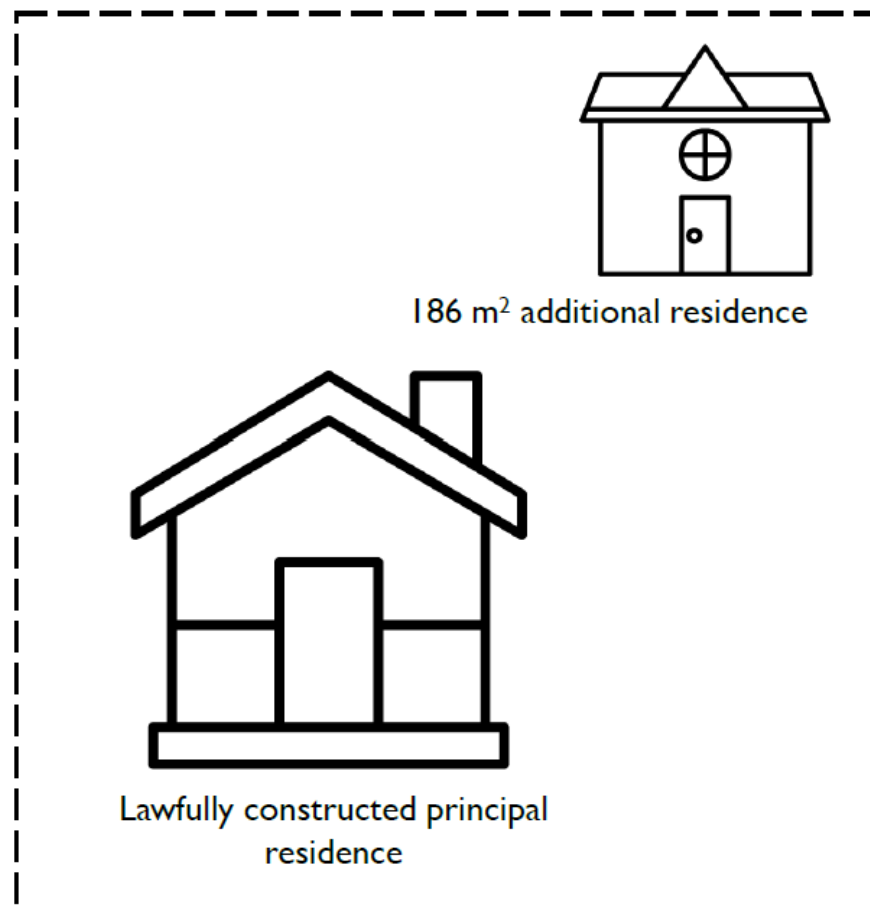 186 m² additional residence
Lawfully constructed principal
residence